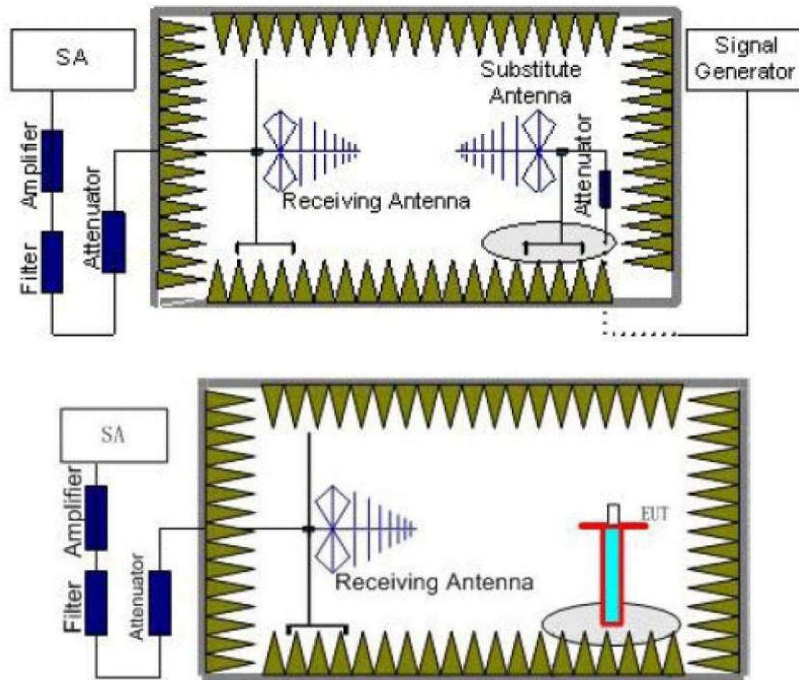 SA
Signal
Generator
Substitute
Antenna
Amplifier
Filter
Attenuator
Receiving Antenna
Attenuator
SA
Amplifier
Filter
Attenuator
Receiving Antenna
EUT